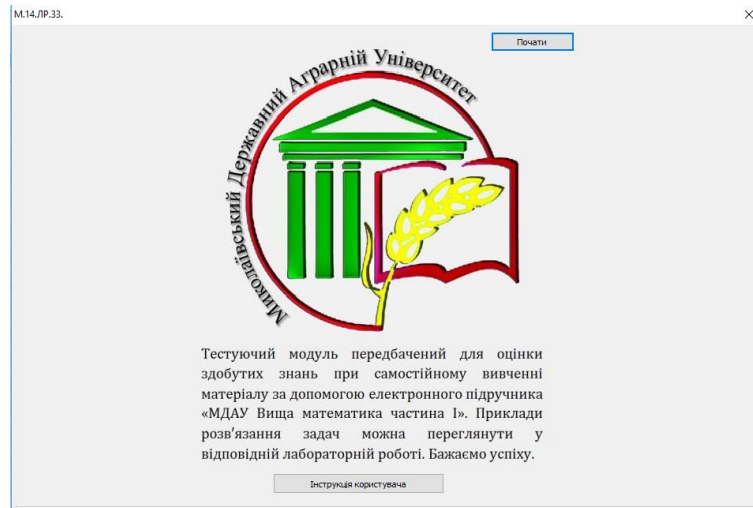 М.14.ЛР.33.
Почати
Миколаївський Державний Аграрній Університет
Тестуючий модуль передбачений для оцінки
здобутих знань при самостійному вивченні
матеріалу за допомогою електронного підручника
«МДАУ Вища математика частина І». Приклади
розв'язання задач можна переглянути у
відповідній лабораторній роботі. Бажаємо успіху.
Інструкція користувача